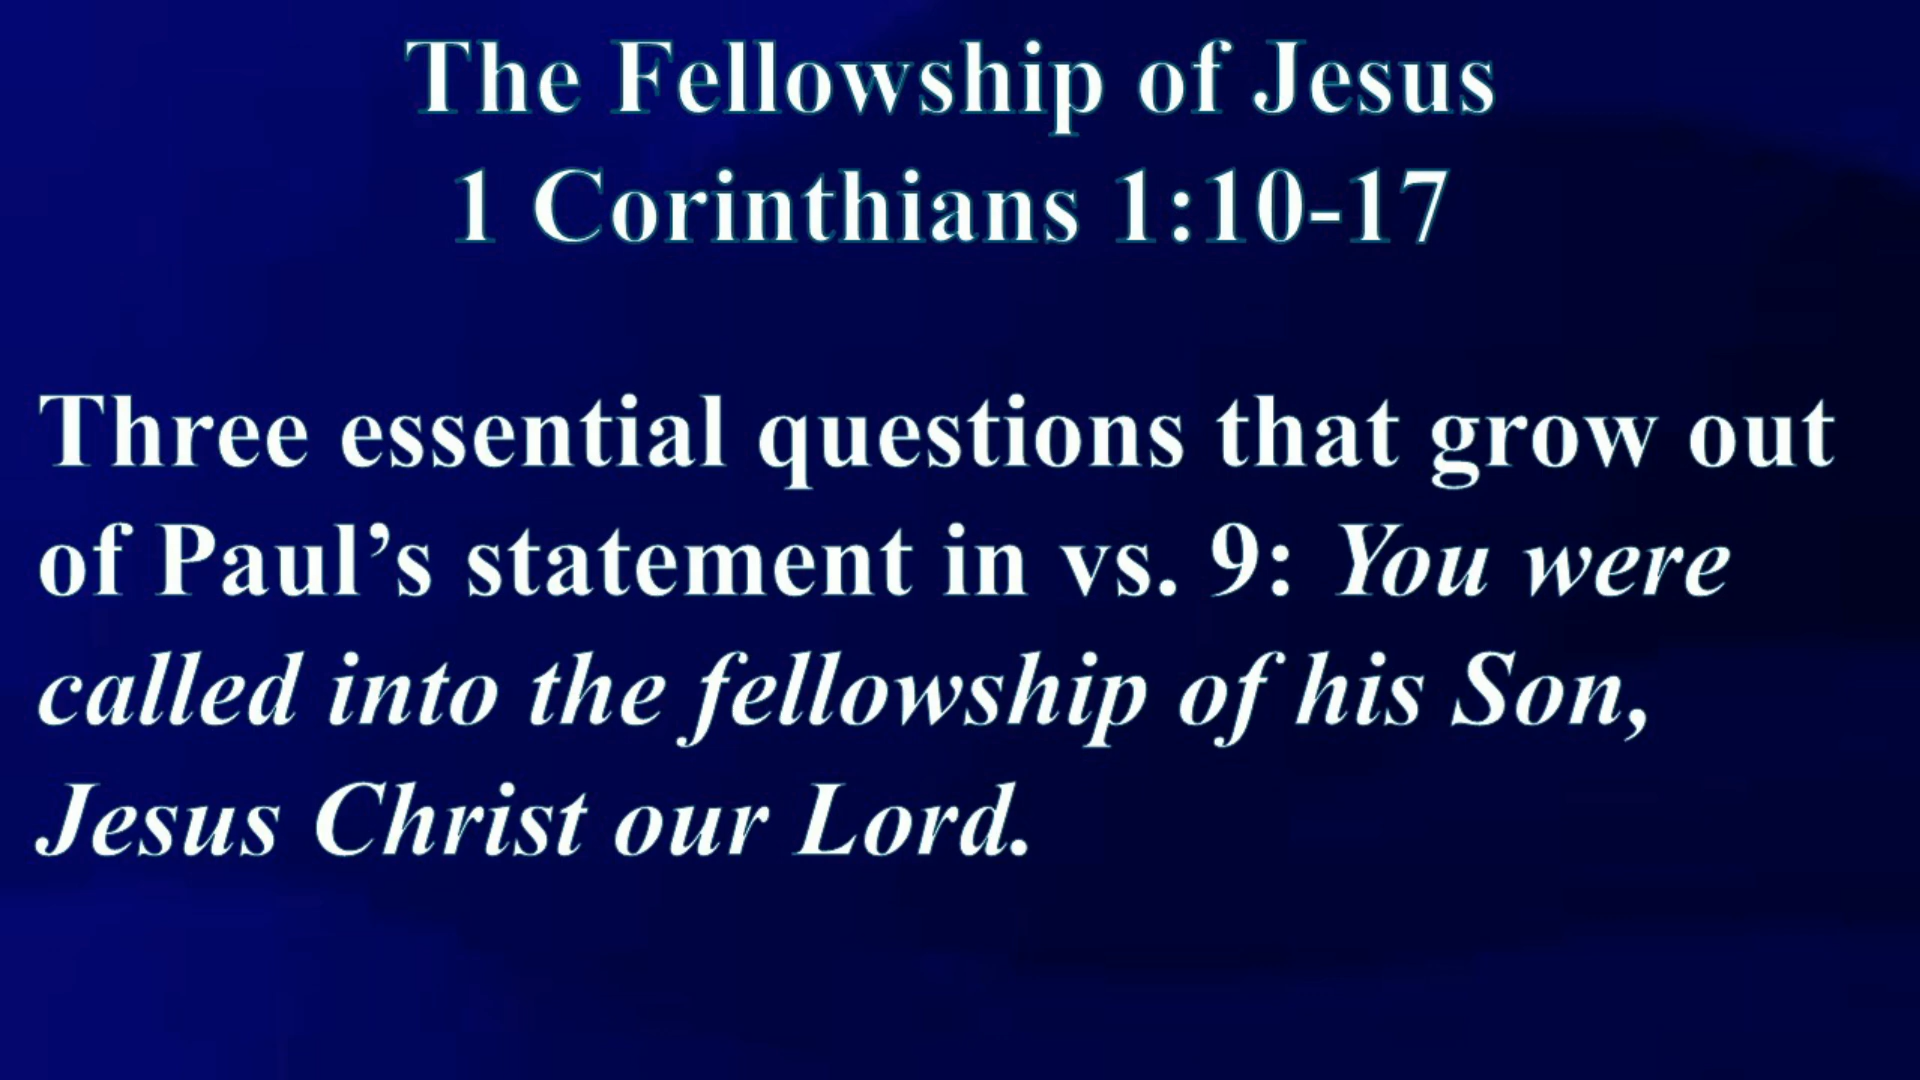 The Fellowship of Jesus
1 Corinthians 1:10-17
Three essential questions that grow out
of Paul’s statement in vs. 9: You were
called into the fellowship of his Son,
Jesus Christ our Lord.